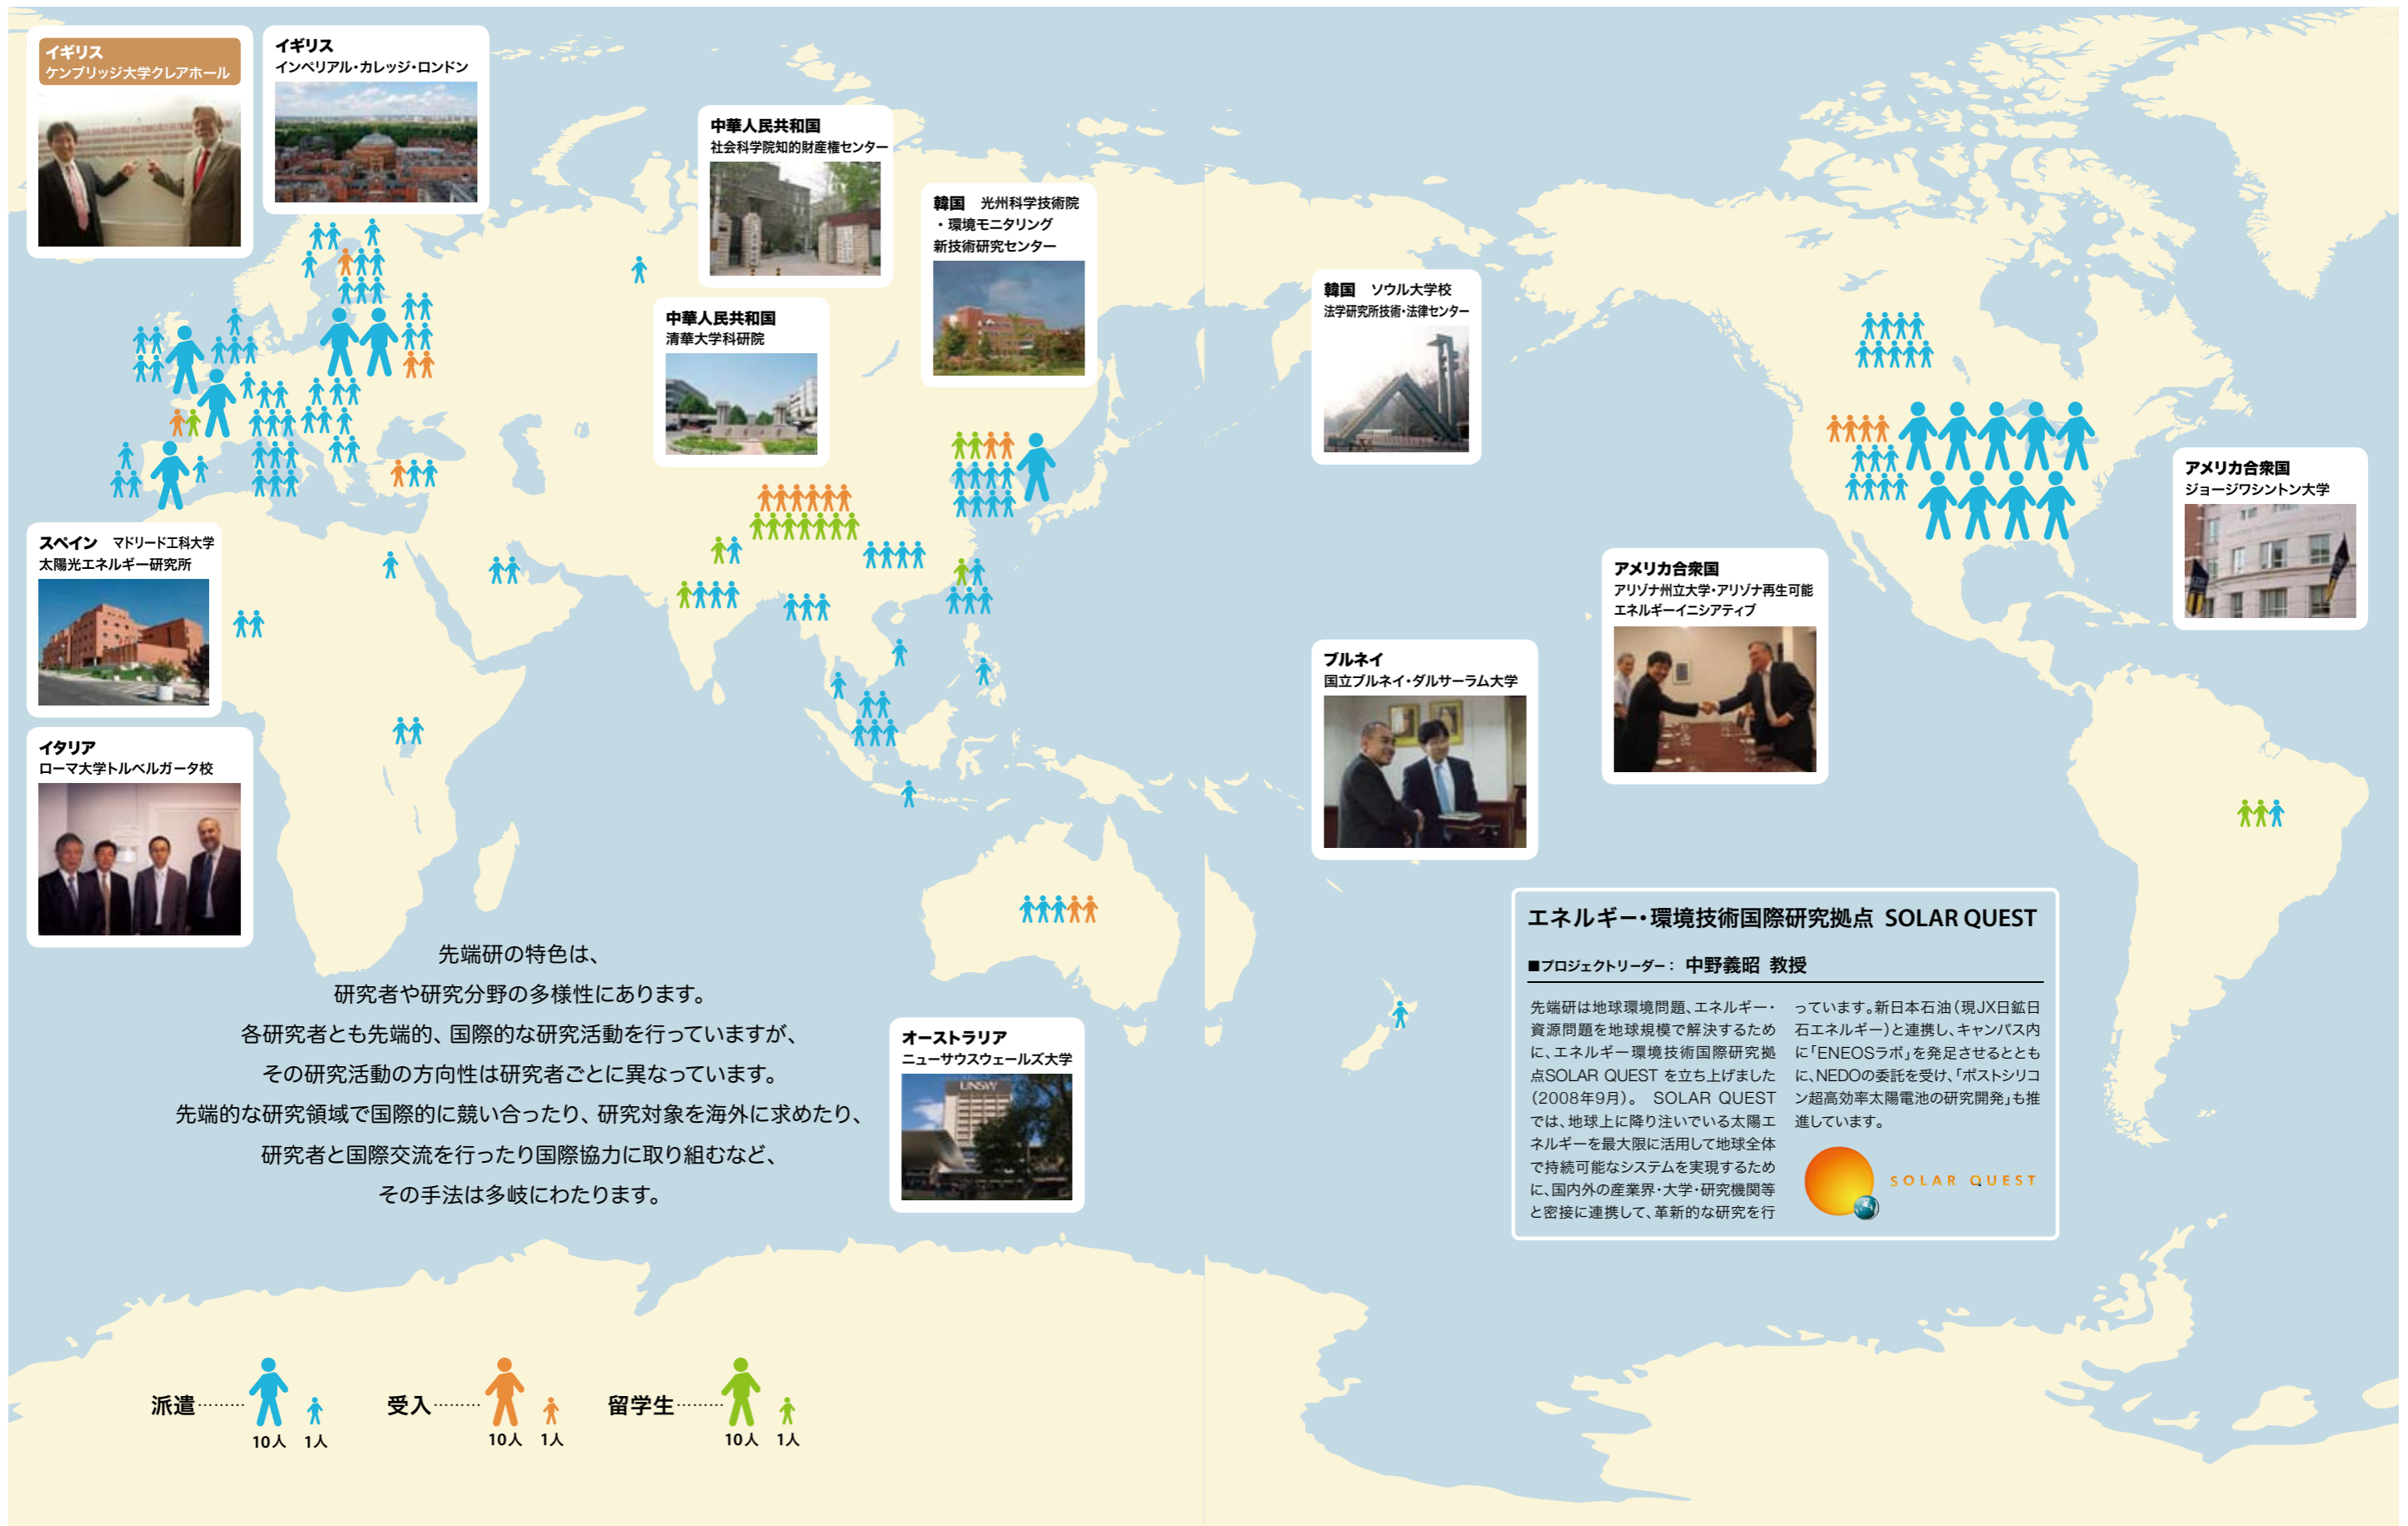 イギリス
ケンブリッジ大学クレアホール
イギリス
インペリアル・カレッジ・ロンドン
中華人民共和国
社会科学院知的財産権センター
韓国　光州科学技術院
・環境モニタリング
新技術研究センター
中華人民共和国
清華大学科研院
韓国　ソウル大学校
法学研究所技術・法律センター
アメリカ合衆国
ジョージワシントン大学
スペイン　マドリード工科大学
太陽光エネルギー研究所
アメリカ合衆国
アリゾナ州立大学・アリゾナ再生可能
エネルギーイニシアティブ
ブルネイ
国立ブルネイ・ダルサーラム大学
イタリア
ローマ大学トルベルガータ校
先端研の特色は、
研究者や研究分野の多様性にあります。
各研究者とも先端的、国際的な研究活動を行っていますが、
その研究活動の方向性は研究者ごとに異なっています。
先端的な研究領域で国際的に競い合ったり、研究対象を海外に求めたり、
研究者と国際交流を行ったり国際協力に取り組むなど、
その手法は多岐にわたります。
オーストラリア
ニューサウスウェールズ大学
UNSW
エネルギー・環境技術国際研究拠点 SOLAR QUEST
■プロジェクトリーダー： 中野義昭 教授
先端研は地球環境問題、エネルギー・
資源問題を地球規模で解決するため
に、エネルギー環境技術国際研究拠
点SOLAR QUEST を立ち上げました
（2008年9月）。 SOLAR QUEST
では、地球上に降り注いでいる太陽エ
ネルギーを最大限に活用して地球全体
で持続可能なシステムを実現するため
に、国内外の産業界・大学・研究機関等
と密接に連携して、革新的な研究を行
っています。新日本石油（現JX日鉱日
石エネルギー）と連携し、キャンパス内
に「ENEOSラボ」を発足させるととも
に、NEDOの委託を受け、「ポストシリコ
ン超高効率太陽電池の研究開発」も推
進しています。
SOLAR QUEST
派遣………
10人 1人
受入………
10人 1人
留学生………
10人 1人